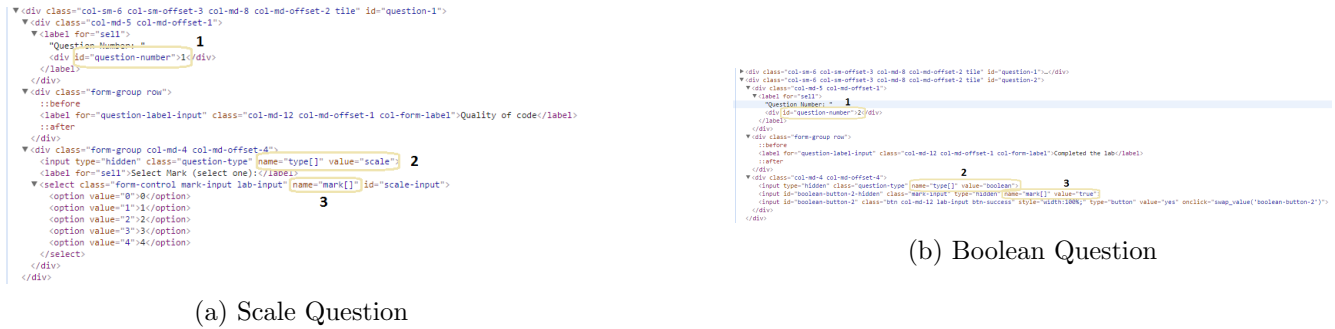 ▼<div class="col-sm-6 col-sm-offset-3 col-md-8 col-md-offset-2 tile" id="question-1">
▼<div class="col-md-5 col-md-offset-1">
▼<label for="sell">
"Question Number: "
1
<div id="question-number">1</div>
</label>
</div>
▼<div class="form-group row">
::before
<label for="question-label-input" class="col-md-12 col-md-offset-1 col-form-label">Quality of code</label>
::after
</div>
▼<div class="form-group col-md-4 col-md-offset-4">
<input type="hidden" class="question-type" name="type[]" value="scale"> 2
<label for="sell">Select Mark (select one):</label>
▼<select class="form-control mark-input lab-input" name="mark[]" id="scale-input">
3
<option value="0">0</option>
<option value="1">1</option>
<option value="2">2</option>
<option value="3">3</option>
<option value="4">4</option>
</select>
</div>
</div>
(a) Scale Question
▶<div class="col-sm-6 col-sm-offset-3 col-md-8 col-md-offset-2 tile" id="question-1">…</div>
▼<div class="col-sm-6 col-sm-offset-3 col-md-8 col-md-offset-2 tile" id="question-2">
▼<div class="col-md-5 col-md-offset-1">
▼<label for="sell">
"Question Number: " 1
<div id="question-number">2</div>
</label>
</div>
▼<div class="form-group row">
::before
<label for="question-label-input" class="col-md-12 col-md-offset-1 col-form-label">Completed the lab</label>
::after
</div>
▼<div class="col-md-4 col-md-offset-4">
2
<input type="hidden" class="question-type" name="type[]" value="boolean">
3
<input id="boolean-button-2-hidden" class="mark-input" type="hidden" name="mark[]" value="true">
<input id="boolean-button-2" class="btn col-md-12 lab-input btn-success" style="width:100%;" type="button" value="yes" onclick="swap_value('boolean-button-2')">
</div>
</div>
(b) Boolean Question